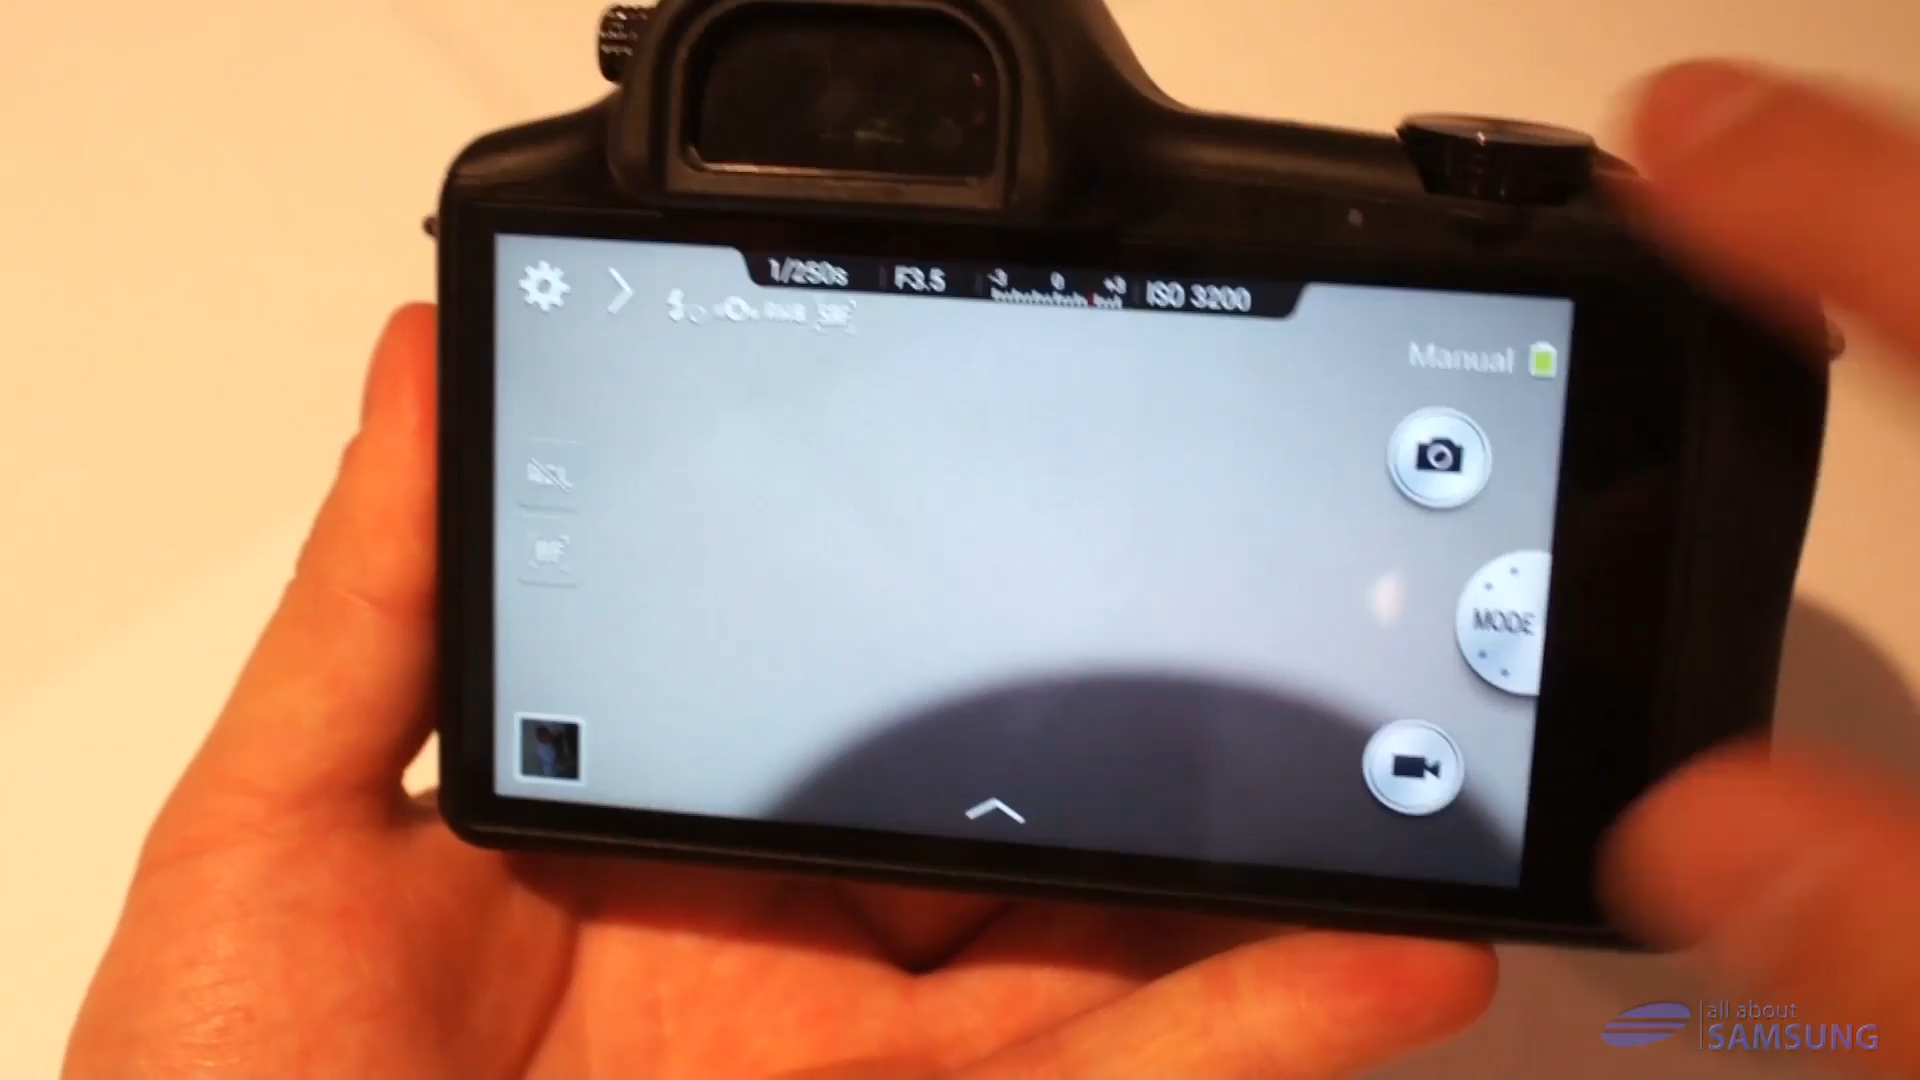 1/250s F3.5 -3 0 +3 ISO 3200
Manual
MODE
all about
SAMSUNG